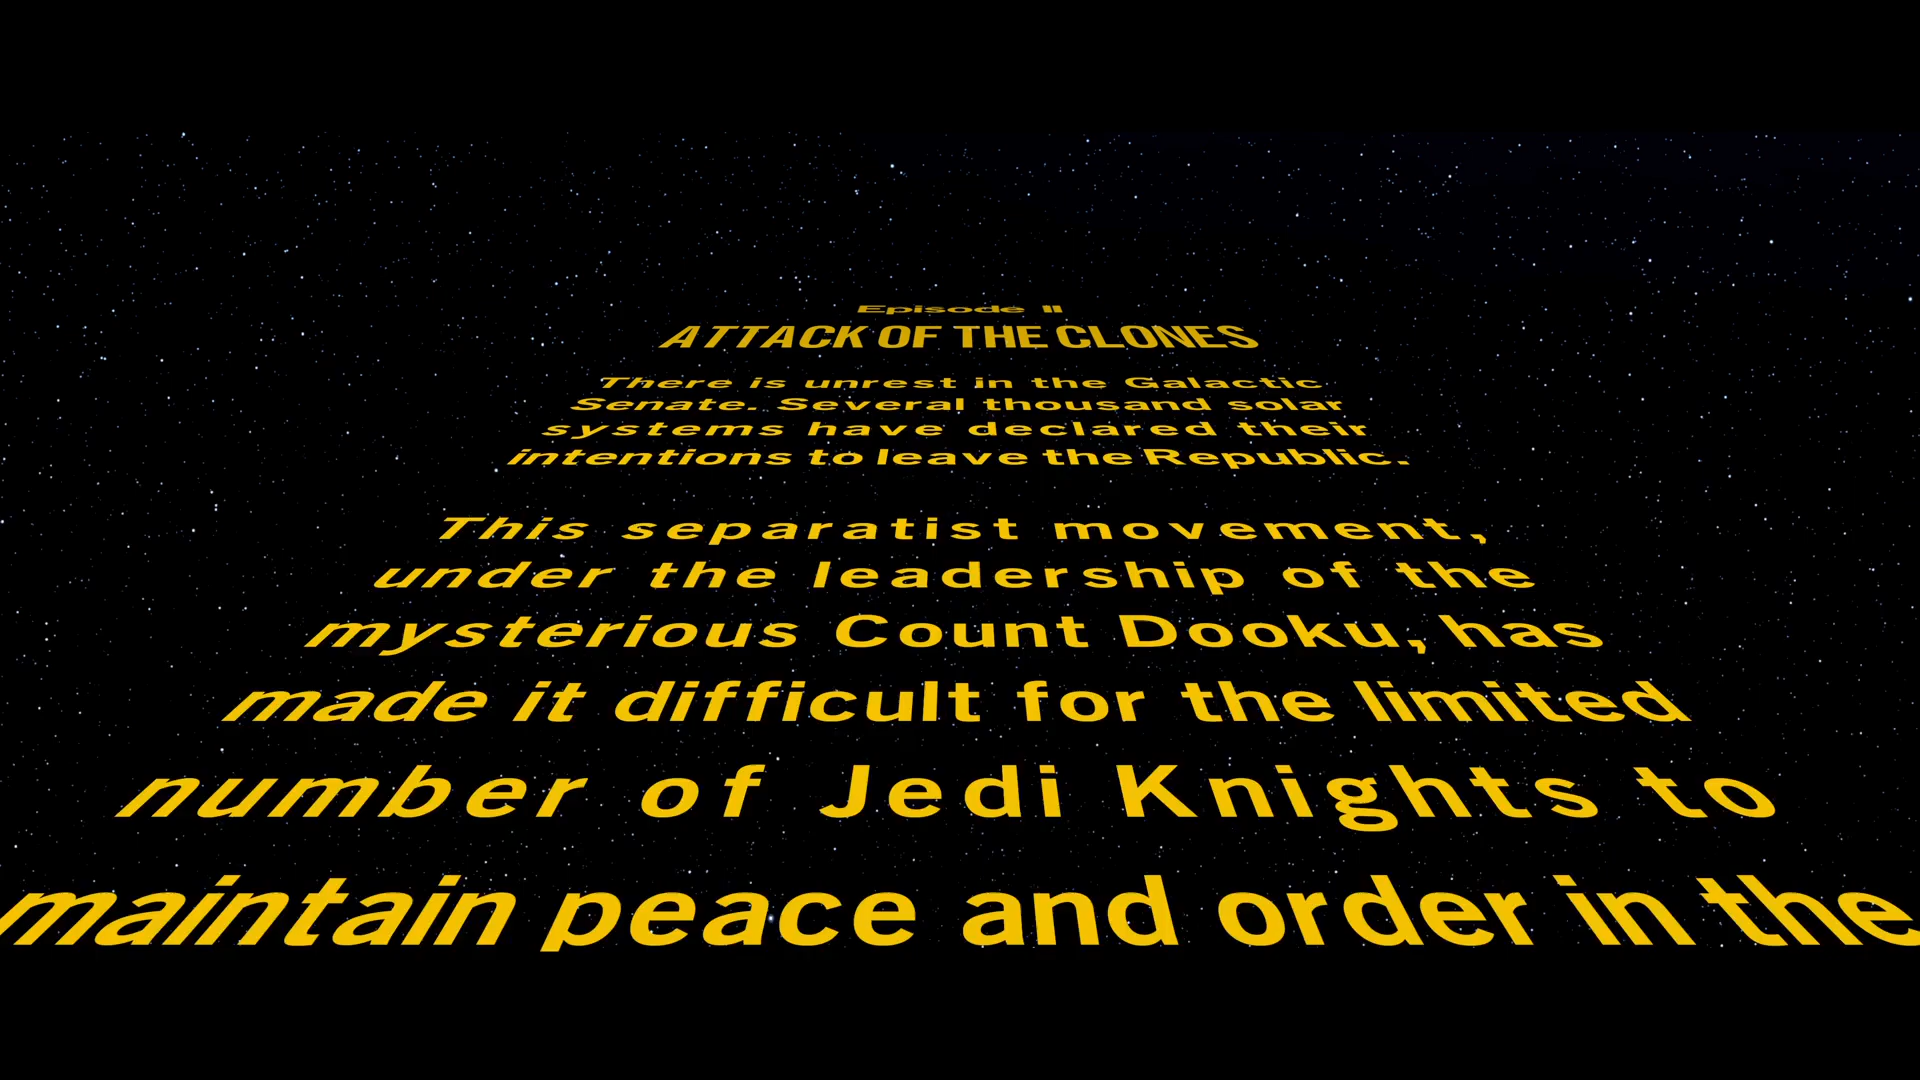 Episode II
ATTACK OF THE CLONES
There is unrest in the Galactic
Senate. Several thousand solar
systems have declared their
intentions to leave the Republic.
This separatist movement,
under the leadership of the
mysterious Count Dooku, has
made it difficult for the limited
number of Jedi Knights to
maintain peace and order in the